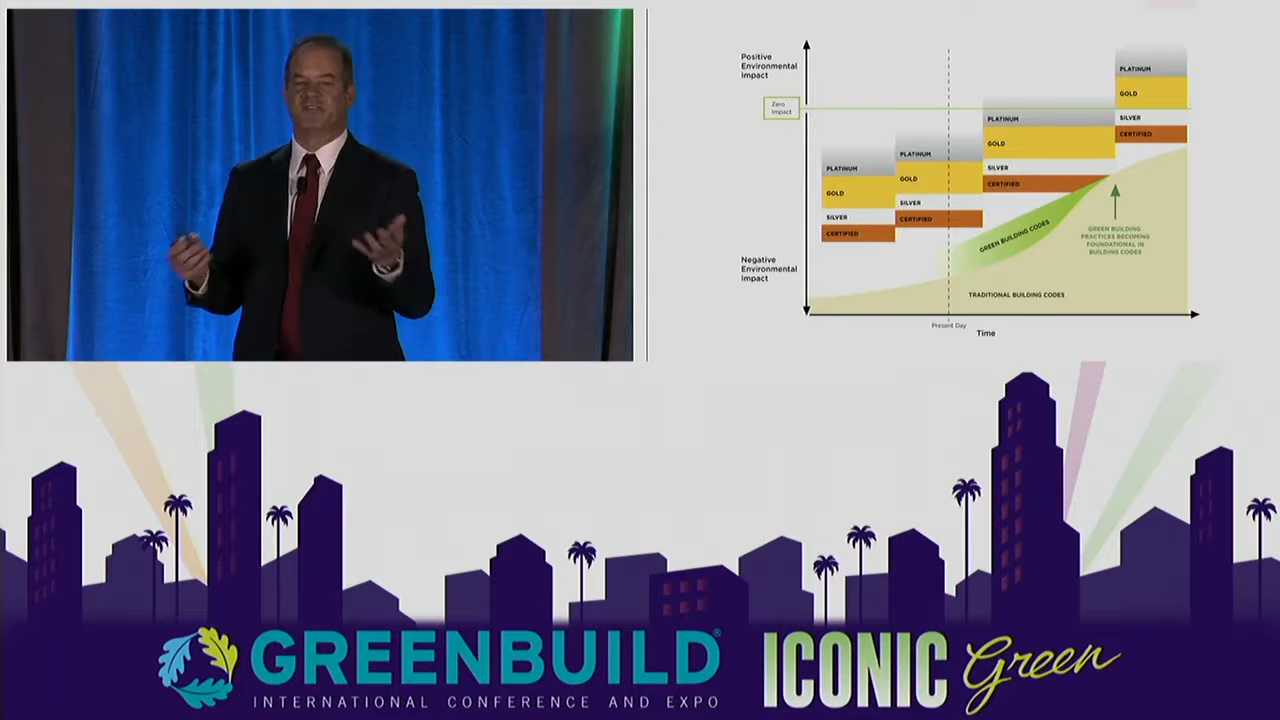 Positive
Environmental
Impact
Zero
Impact
PLATINUM
GOLD
SILVER
CERTIFIED
PLATINUM
GOLD
SILVER
CERTIFIED
PLATINUM
GOLD
SILVER
CERTIFIED
PLATINUM
GOLD
SILVER
CERTIFIED
GREEN BUILDING CODES
GREEN BUILDING
PRACTICES BECOMING
FOUNDATIONAL IN
BUILDING CODES
Negative
Environmental
Impact
TRADITIONAL BUILDING CODES
Present Day
Time
GREENBUILD®
INTERNATIONAL CONFERENCE AND EXPO
ICONIC Green